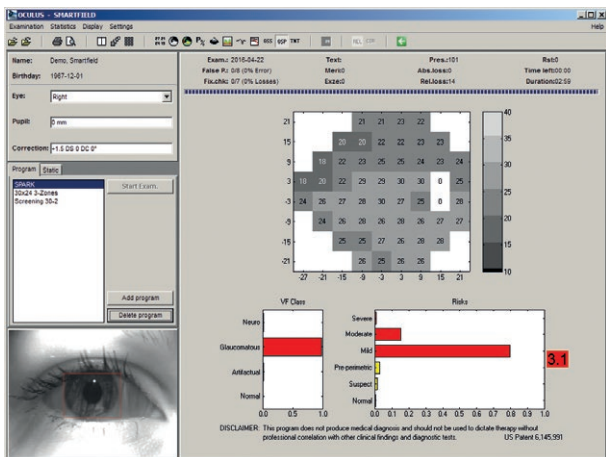 OCULUS - SMARTFIELD
Examination Statistics Display Settings Help
Name: Demo, Smartfield
Birthday: 1967-12-01
Eye: Right
Pupil: 0 mm
Correction: +1.5 DS 0 DC 0°
Program Static
SPARK
30x24 3-Zones
Screening 30-2
Start Exam.
Add program
Delete program
Exam.: 2016-04-22 Text: Pres.:101 Rst:0
False P.: 0/8 (0% Error) Merit:0 Abs.loss:0 Time left:00:00
Fix.chk: 0/7 (0% Losses) Exze:0 Rel.loss:14 Duration:02:59
21 21 21 23 22
15 20 20 22 22 23 24
9 18 22 23 25 25 24 23 24
3 18 20 22 29 29 30 30 0 25
-3 24 26 27 28 30 27 25 0 28
-9 24 26 28 26 28 27 26 27
-15 25 25 27 26 28 28
-21 26 25 26 26
-27 -21 -15 -9 -3 3 9 15 21
40
35
30
25
20
15
10
VF Class
Neuro
Glaucomatous
Artifactual
Normal
0.0 0.5 1.0
Risks
Severe
Moderate
Mild
Pre-perimetric
Suspect
Normal
0.0 0.1 0.2 0.3 0.4 0.5 0.6 0.7 0.8 0.9 1.0
3.1
DISCLAIMER: This program does not produce medical diagnosis and should not be used to dictate therapy without
professional correlation with other clinical findings and diagnostic tests. US Patent 6,145,991